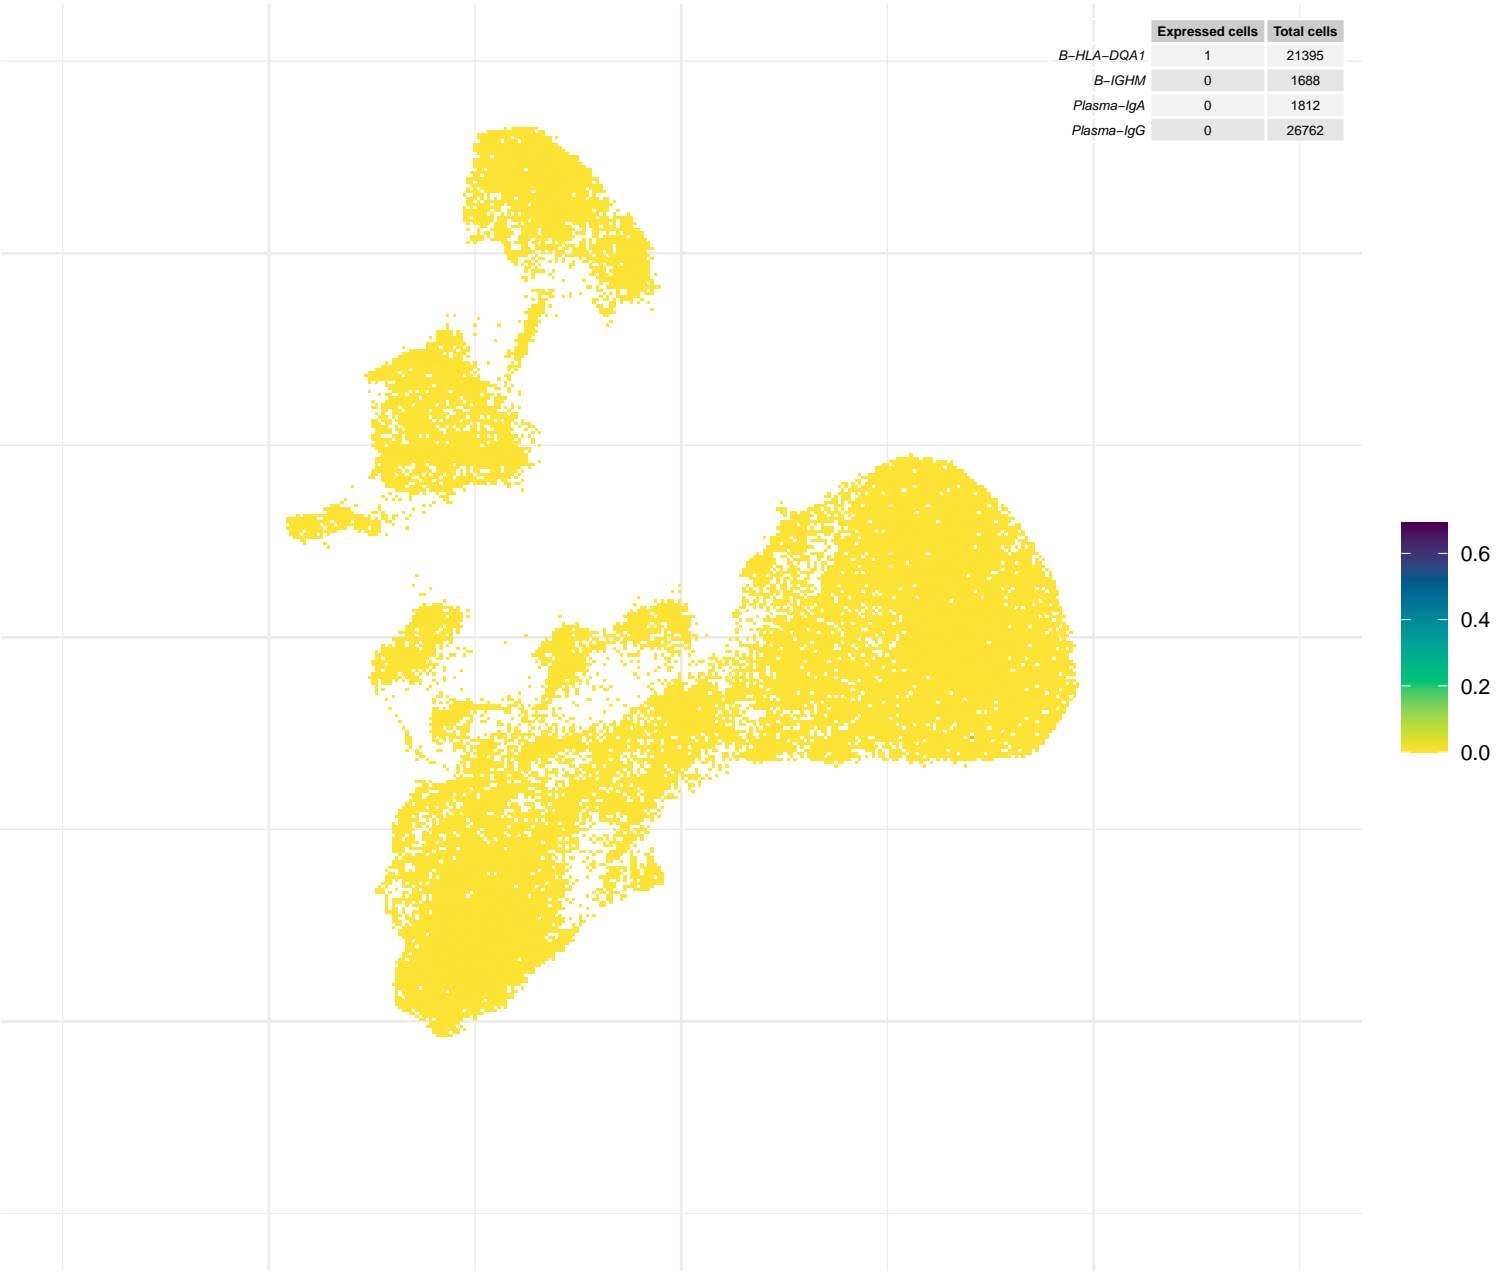 Expressed cells Total cells
B−HLA−DQA1 1 21395
B−IGHM 0 1688
Plasma−IgA 0 1812
Plasma−IgG 0 26762
0.6
0.4
0.2
0.0